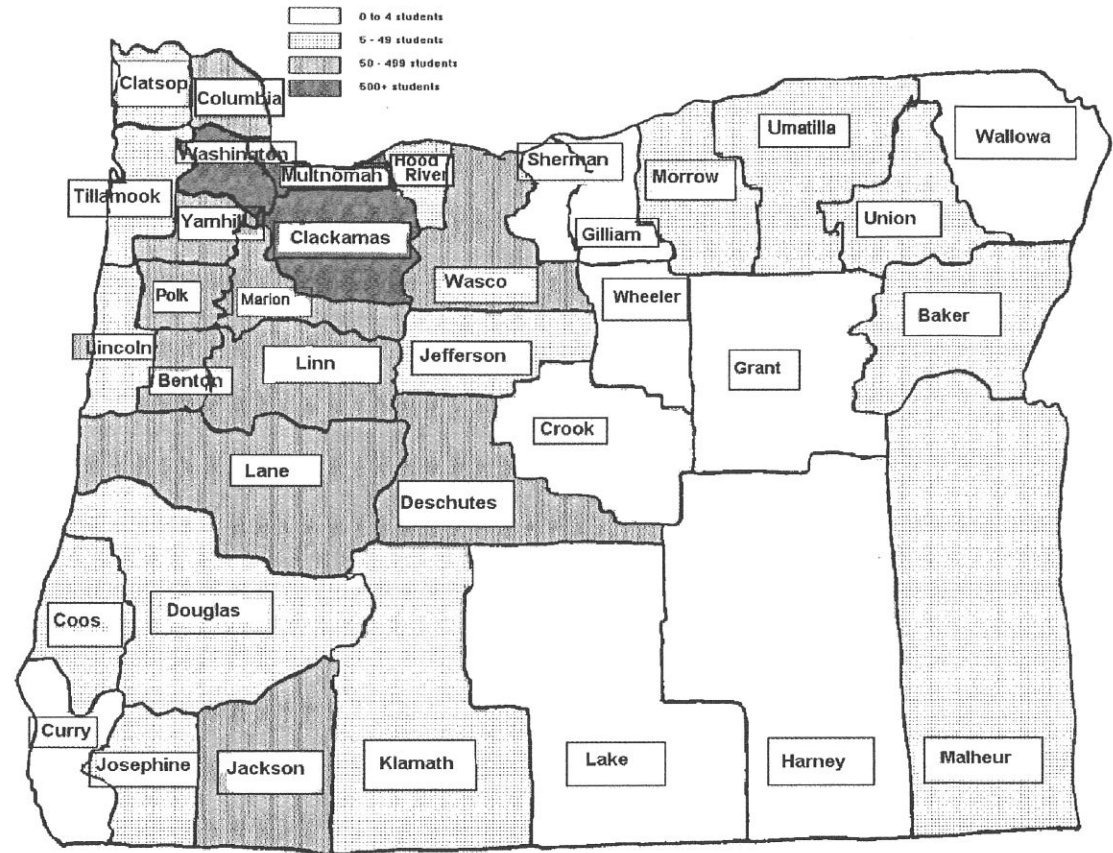 0 to 4 students
5 - 49 students
50 - 499 students
500+ students
Clatsop
Columbia
Washington
Multnomah
Hood
River
Sherman
Umatilla
Wallowa
Morrow
Tillamook
Yamhill
Clackamas
Gilliam
Union
Polk
Marion
Wasco
Wheeler
Baker
Lincoln
Benton
Linn
Jefferson
Grant
Crook
Lane
Deschutes
Coos
Douglas
Curry
Josephine
Jackson
Klamath
Lake
Harney
Malheur